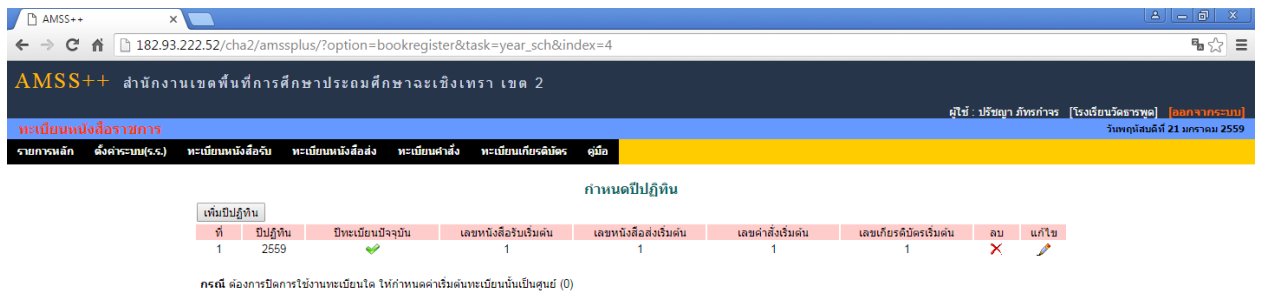 AMSS++
182.93.222.52/cha2/amssplus/?option=bookregister&task=year_sch&index=4
AMSS++ สำนักงานเขตพื้นที่การศึกษาประถมศึกษาฉะเชิงเทรา เขต 2
ผู้ใช้ : ปรัชญา ภัทรกำจร [โรงเรียนวัดธารพูด] [ออกจากระบบ]
ทะเบียนหนังสือราชการ วันพฤหัสบดีที่ 21 มกราคม 2559
รายการหลัก ตั้งค่าระบบ(ร.ร.) ทะเบียนหนังสือรับ ทะเบียนหนังสือส่ง ทะเบียนคำสั่ง ทะเบียนเกียรติบัตร คู่มือ
กำหนดปีปฏิทิน
เพิ่มปีปฏิทิน
ที่ ปีปฏิทิน ปีทะเบียนปัจจุบัน เลขหนังสือรับเริ่มต้น เลขหนังสือส่งเริ่มต้น เลขคำสั่งเริ่มต้น เลขเกียรติบัตรเริ่มต้น ลบ แก้ไข
1 2559 1 1 1 1
กรณี ต้องการปิดการใช้งานทะเบียนใด ให้กำหนดค่าเริ่มต้นทะเบียนนั้นเป็นศูนย์ (0)